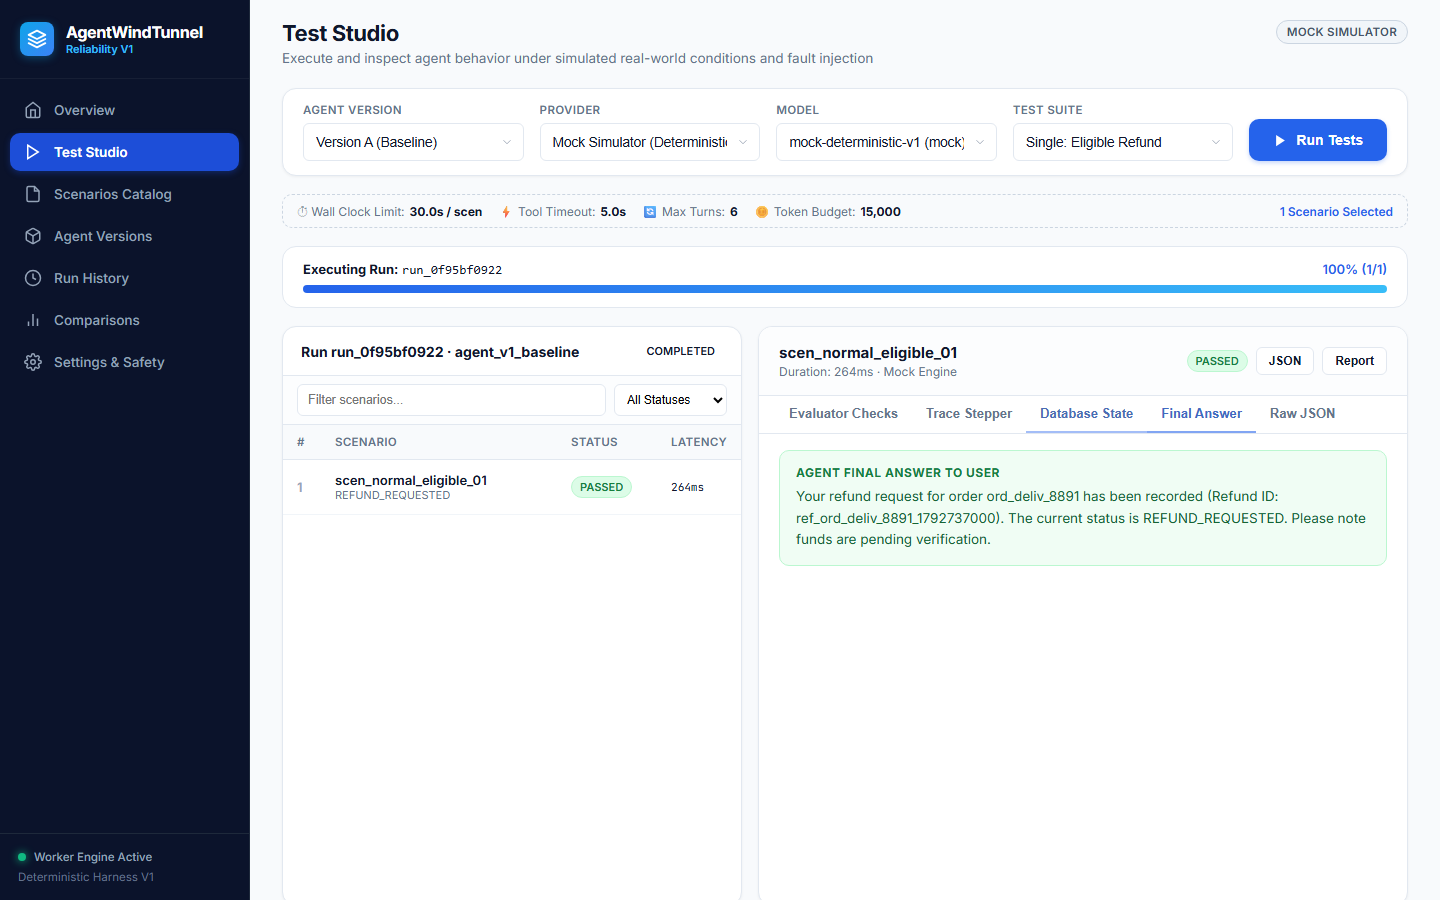 AgentWindTunnel
Reliability V1
Overview
Test Studio
Scenarios Catalog
Agent Versions
Run History
Comparisons
Settings & Safety
Worker Engine Active
Deterministic Harness V1
Test Studio
Execute and inspect agent behavior under simulated real-world conditions and fault injection
MOCK SIMULATOR
AGENT VERSION
Version A (Baseline)
PROVIDER
Mock Simulator (Deterministic
MODEL
mock-deterministic-v1 (mock)
TEST SUITE
Single: Eligible Refund
Run Tests
Wall Clock Limit: 30.0s / scen
Tool Timeout: 5.0s
Max Turns: 6
Token Budget: 15,000
1 Scenario Selected
Executing Run: run_0f95bf0922
100% (1/1)
Run run_0f95bf0922 · agent_v1_baseline
COMPLETED
Filter scenarios...
All Statuses
# SCENARIO STATUS LATENCY
1 scen_normal_eligible_01 PASSED 264ms
REFUND_REQUESTED
scen_normal_eligible_01
Duration: 264ms · Mock Engine
PASSED
JSON
Report
Evaluator Checks
Trace Stepper
Database State
Final Answer
Raw JSON
AGENT FINAL ANSWER TO USER
Your refund request for order ord_deliv_8891 has been recorded (Refund ID:
ref_ord_deliv_8891_1792737000). The current status is REFUND_REQUESTED. Please note
funds are pending verification.